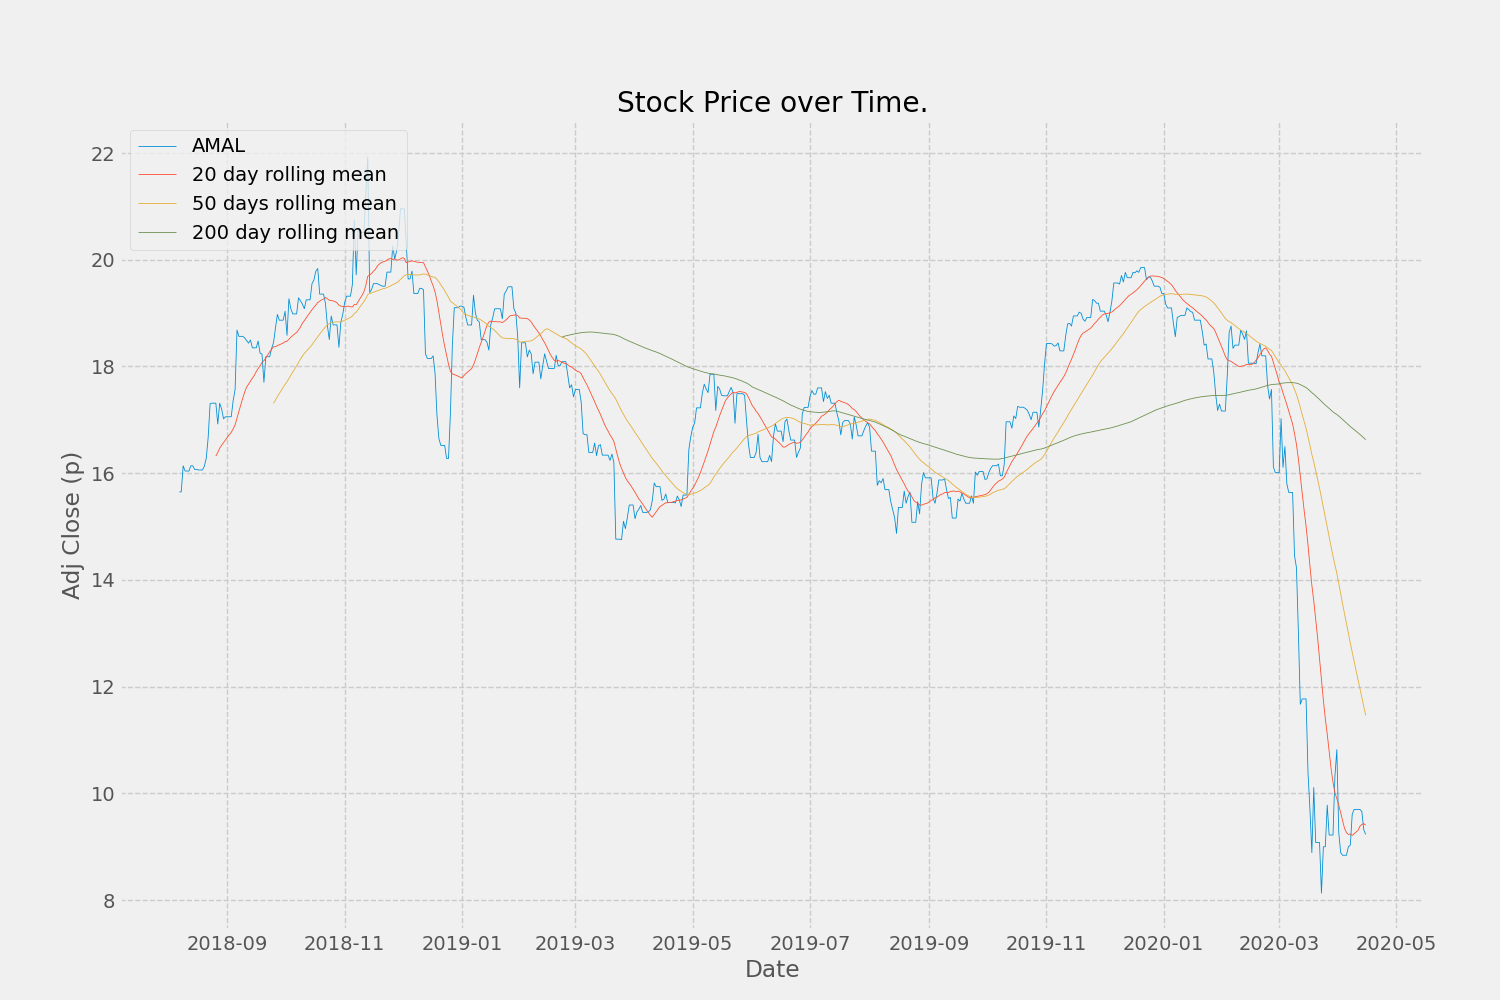 Stock Price over Time.
AMAL
20 day rolling mean
50 days rolling mean
200 day rolling mean
22
20
18
16
14
12
10
8
Adj Close (p)
2018-09 2018-11 2019-01 2019-03 2019-05 2019-07 2019-09 2019-11 2020-01 2020-03 2020-05
Date